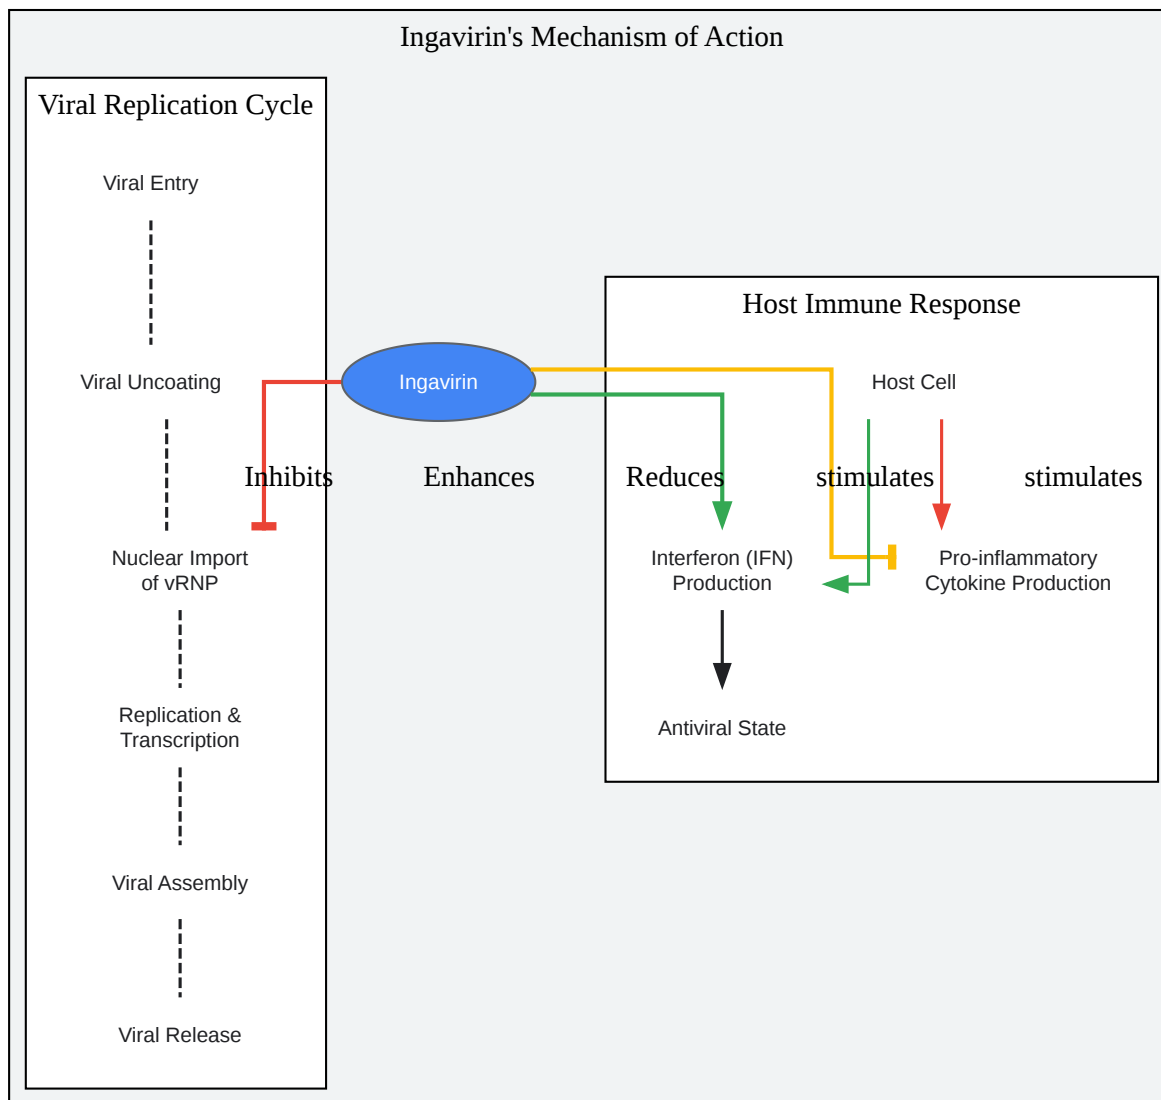 Ingavirin's Mechanism of Action
Viral Replication Cycle
Viral Entry
Viral Uncoating
Inhibits
Nuclear Import
of vRNP
Replication &
Transcription
Viral Assembly
Viral Release
Ingavirin
Enhances
Host Immune Response
Host Cell
Reduces
stimulates
stimulates
Interferon (IFN)
Production
Pro-inflammatory
Cytokine Production
Antiviral State